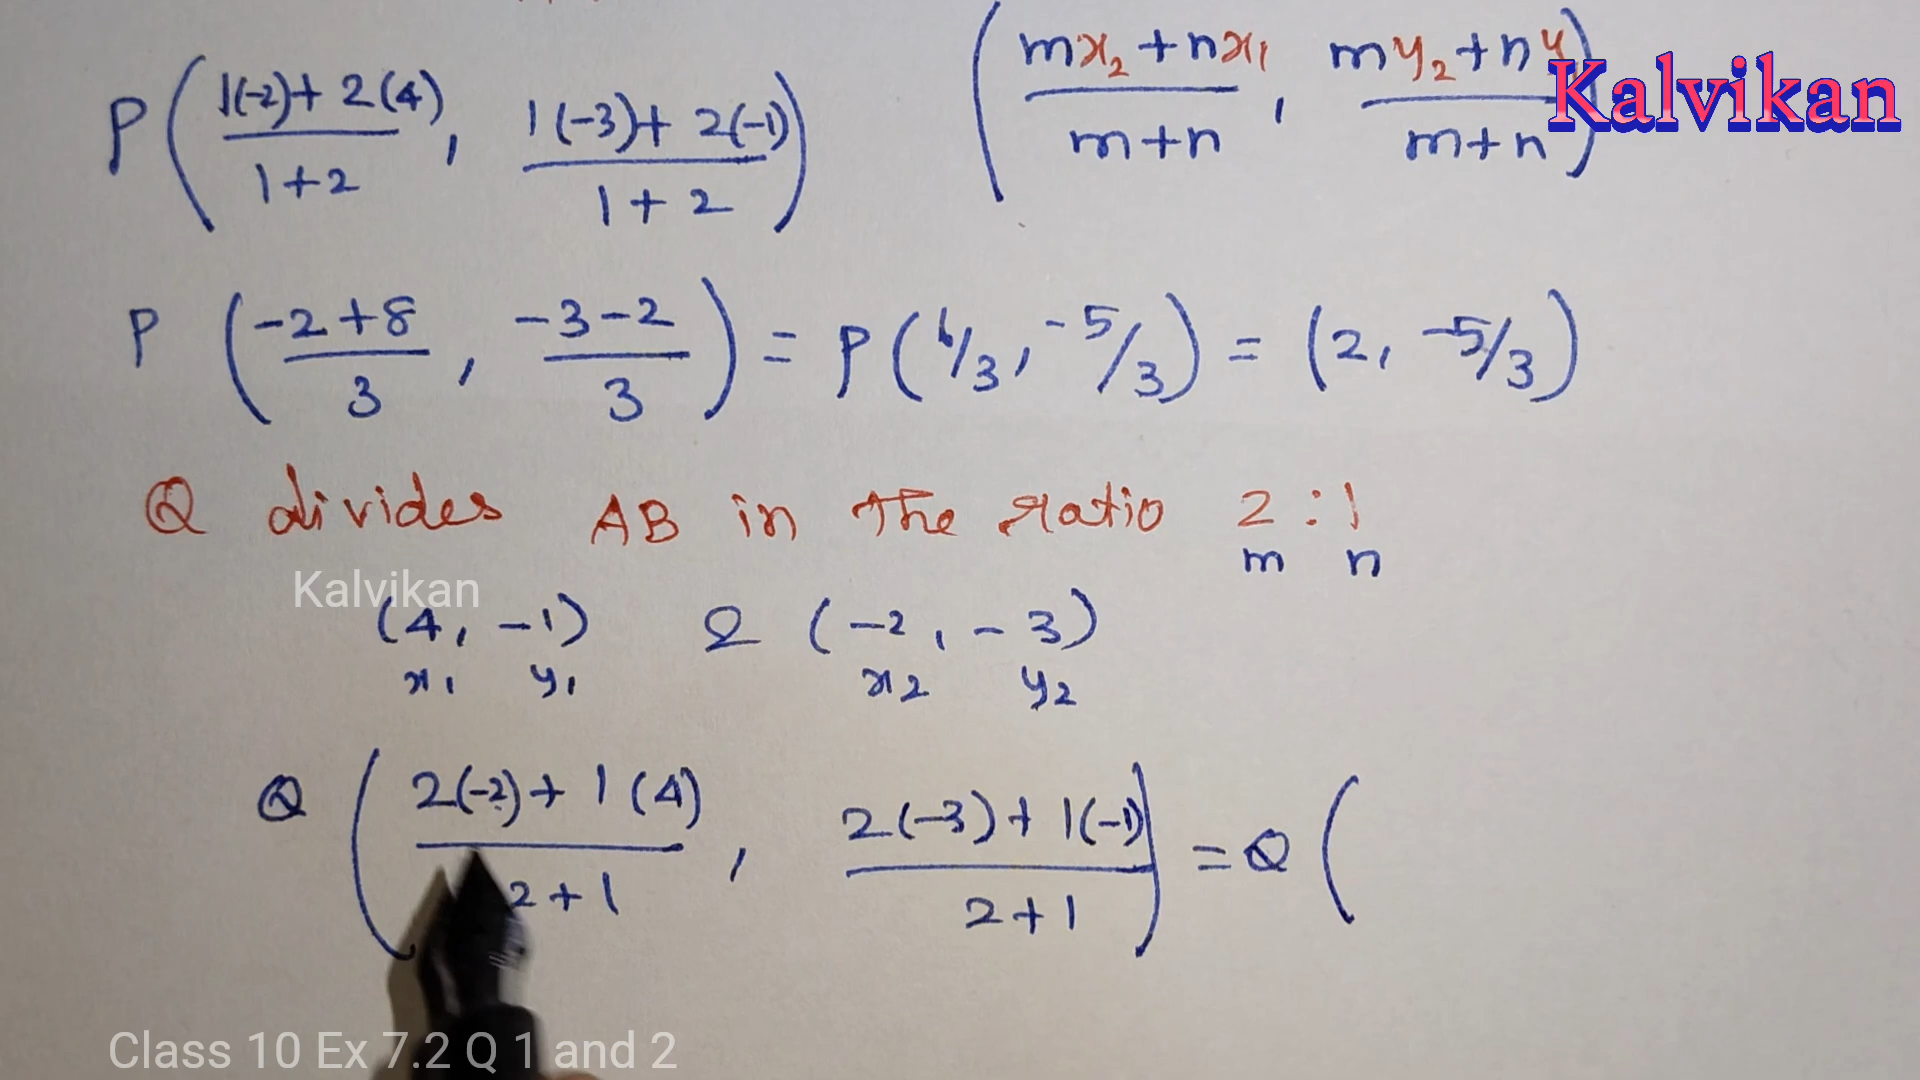 P ( 1(-2)+ 2(4) / 1+2 , 1(-3)+ 2(-1) / 1+2 )
( mx₂+nx₁ / m+n , my₂+ny / m+n )
Kalvikan
P ( -2+8 / 3 , -3-2 / 3 ) = P ( 6/3 , -5/3 ) = ( 2, -5/3 )
Q divides AB in the ratio 2 : 1
m n
Kalvikan
(4, -1) & (-2, -3)
x₁ y₁ x₂ y₂
Q ( 2(-2)+ 1(4) / 2+1 , 2(-3)+ 1(-1) / 2+1 ) = Q (
Class 10 Ex 7.2 Q 1 and 2